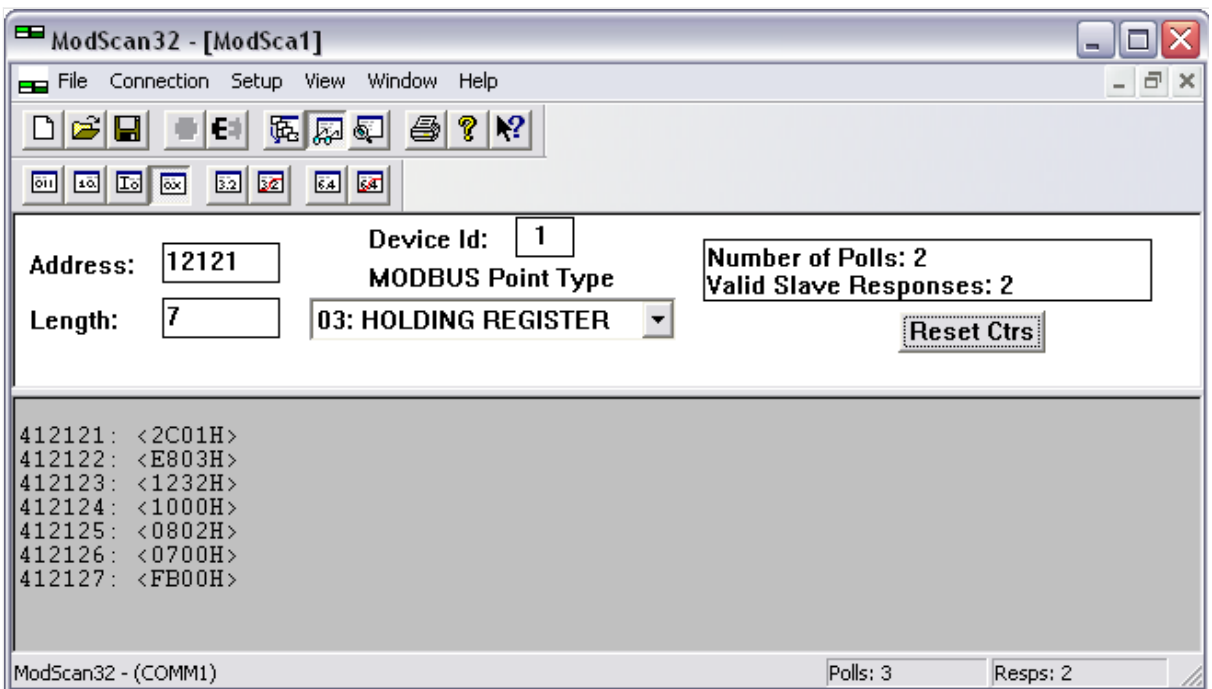 ModScan32 - [ModSca1]
File Connection Setup View Window Help
Address: 12121
Device Id: 1
MODBUS Point Type
Length: 7
03: HOLDING REGISTER
Number of Polls: 2
Valid Slave Responses: 2
Reset Ctrs
412121: <2C01H>
412122: <E803H>
412123: <1232H>
412124: <1000H>
412125: <0802H>
412126: <0700H>
412127: <FB00H>
ModScan32 - (COMM1)
Polls: 3
Resps: 2